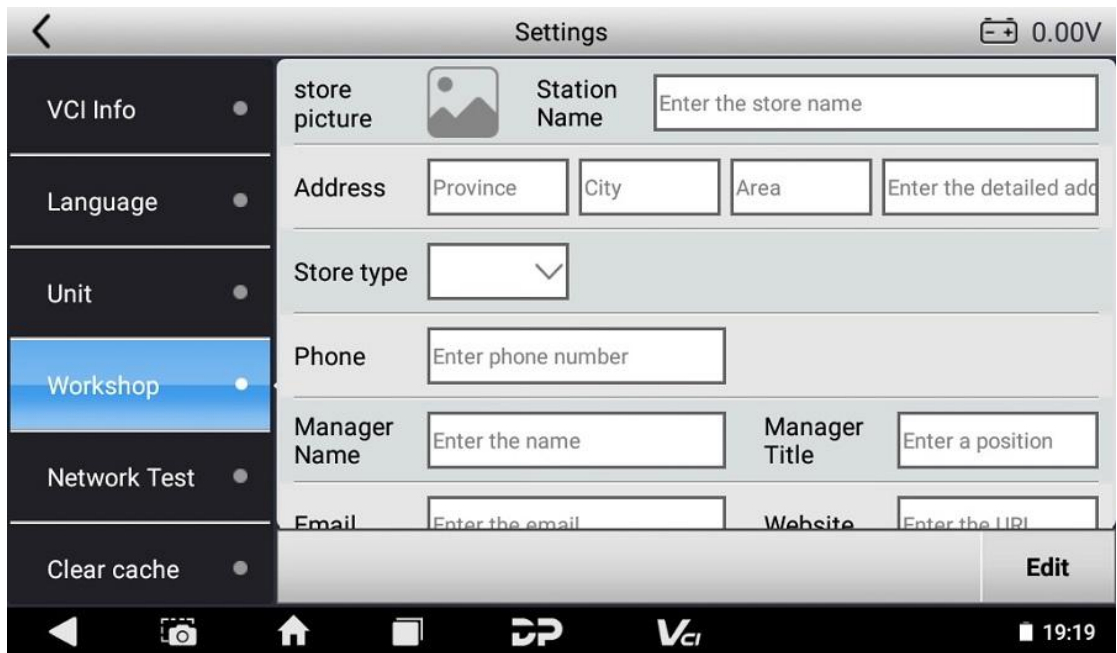 Settings
0.00V
VCI Info
Language
Unit
Workshop
Network Test
Clear cache
store
picture
Station
Name
Enter the store name
Address
Province
City
Area
Enter the detailed add
Store type
Phone
Enter phone number
Manager
Name
Enter the name
Manager
Title
Enter a position
Email
Enter the email
Website
Enter the URL
Edit
DP
VCI
19:19